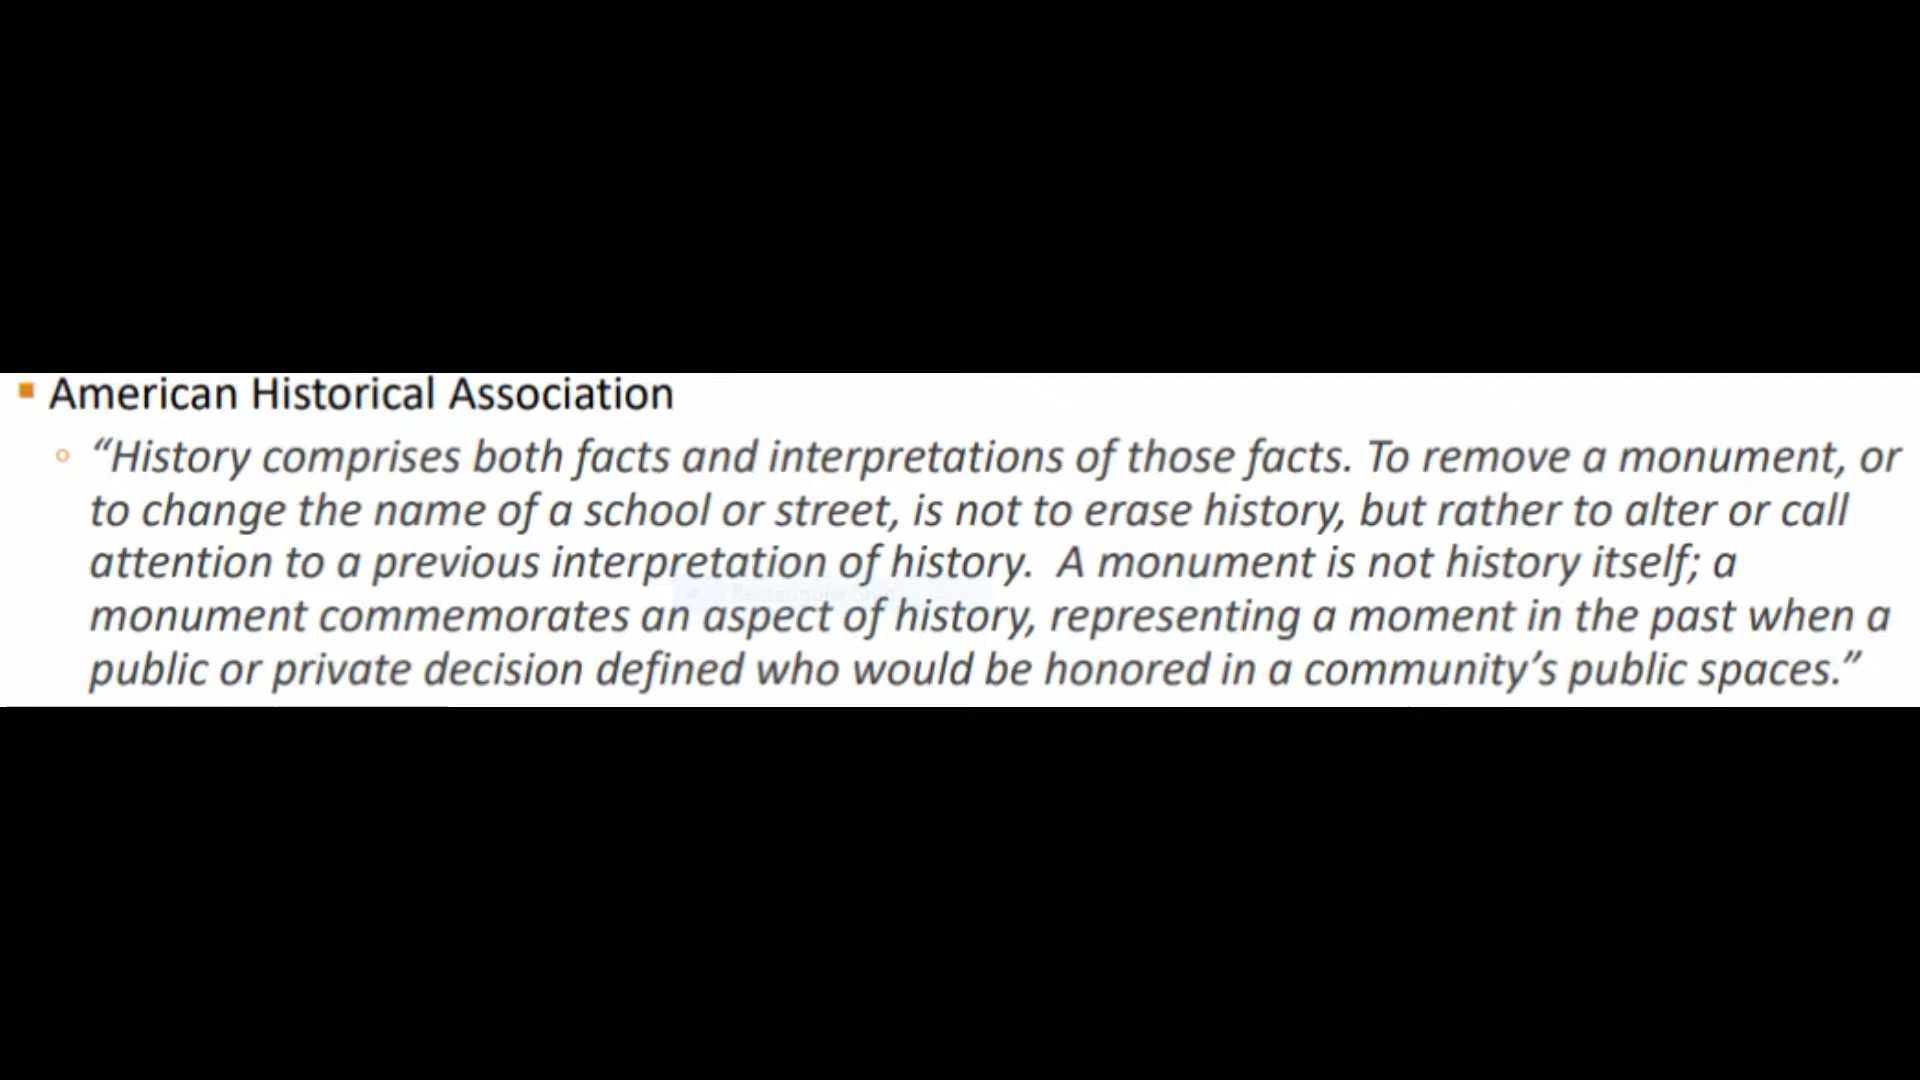 American Historical Association
“History comprises both facts and interpretations of those facts. To remove a monument, or
to change the name of a school or street, is not to erase history, but rather to alter or call
attention to a previous interpretation of history.  A monument is not history itself; a
monument commemorates an aspect of history, representing a moment in the past when a
public or private decision defined who would be honored in a community’s public spaces.”